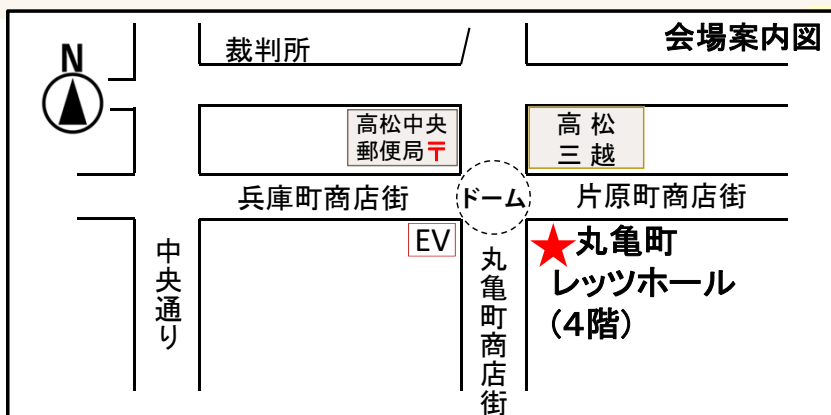 会場案内図
N
裁判所
高松中央
郵便局〒
高松
三越
兵庫町商店街
ドーム
片原町商店街
EV
★丸亀町
レッツホール
(4階)
中央通り
丸亀町商店街